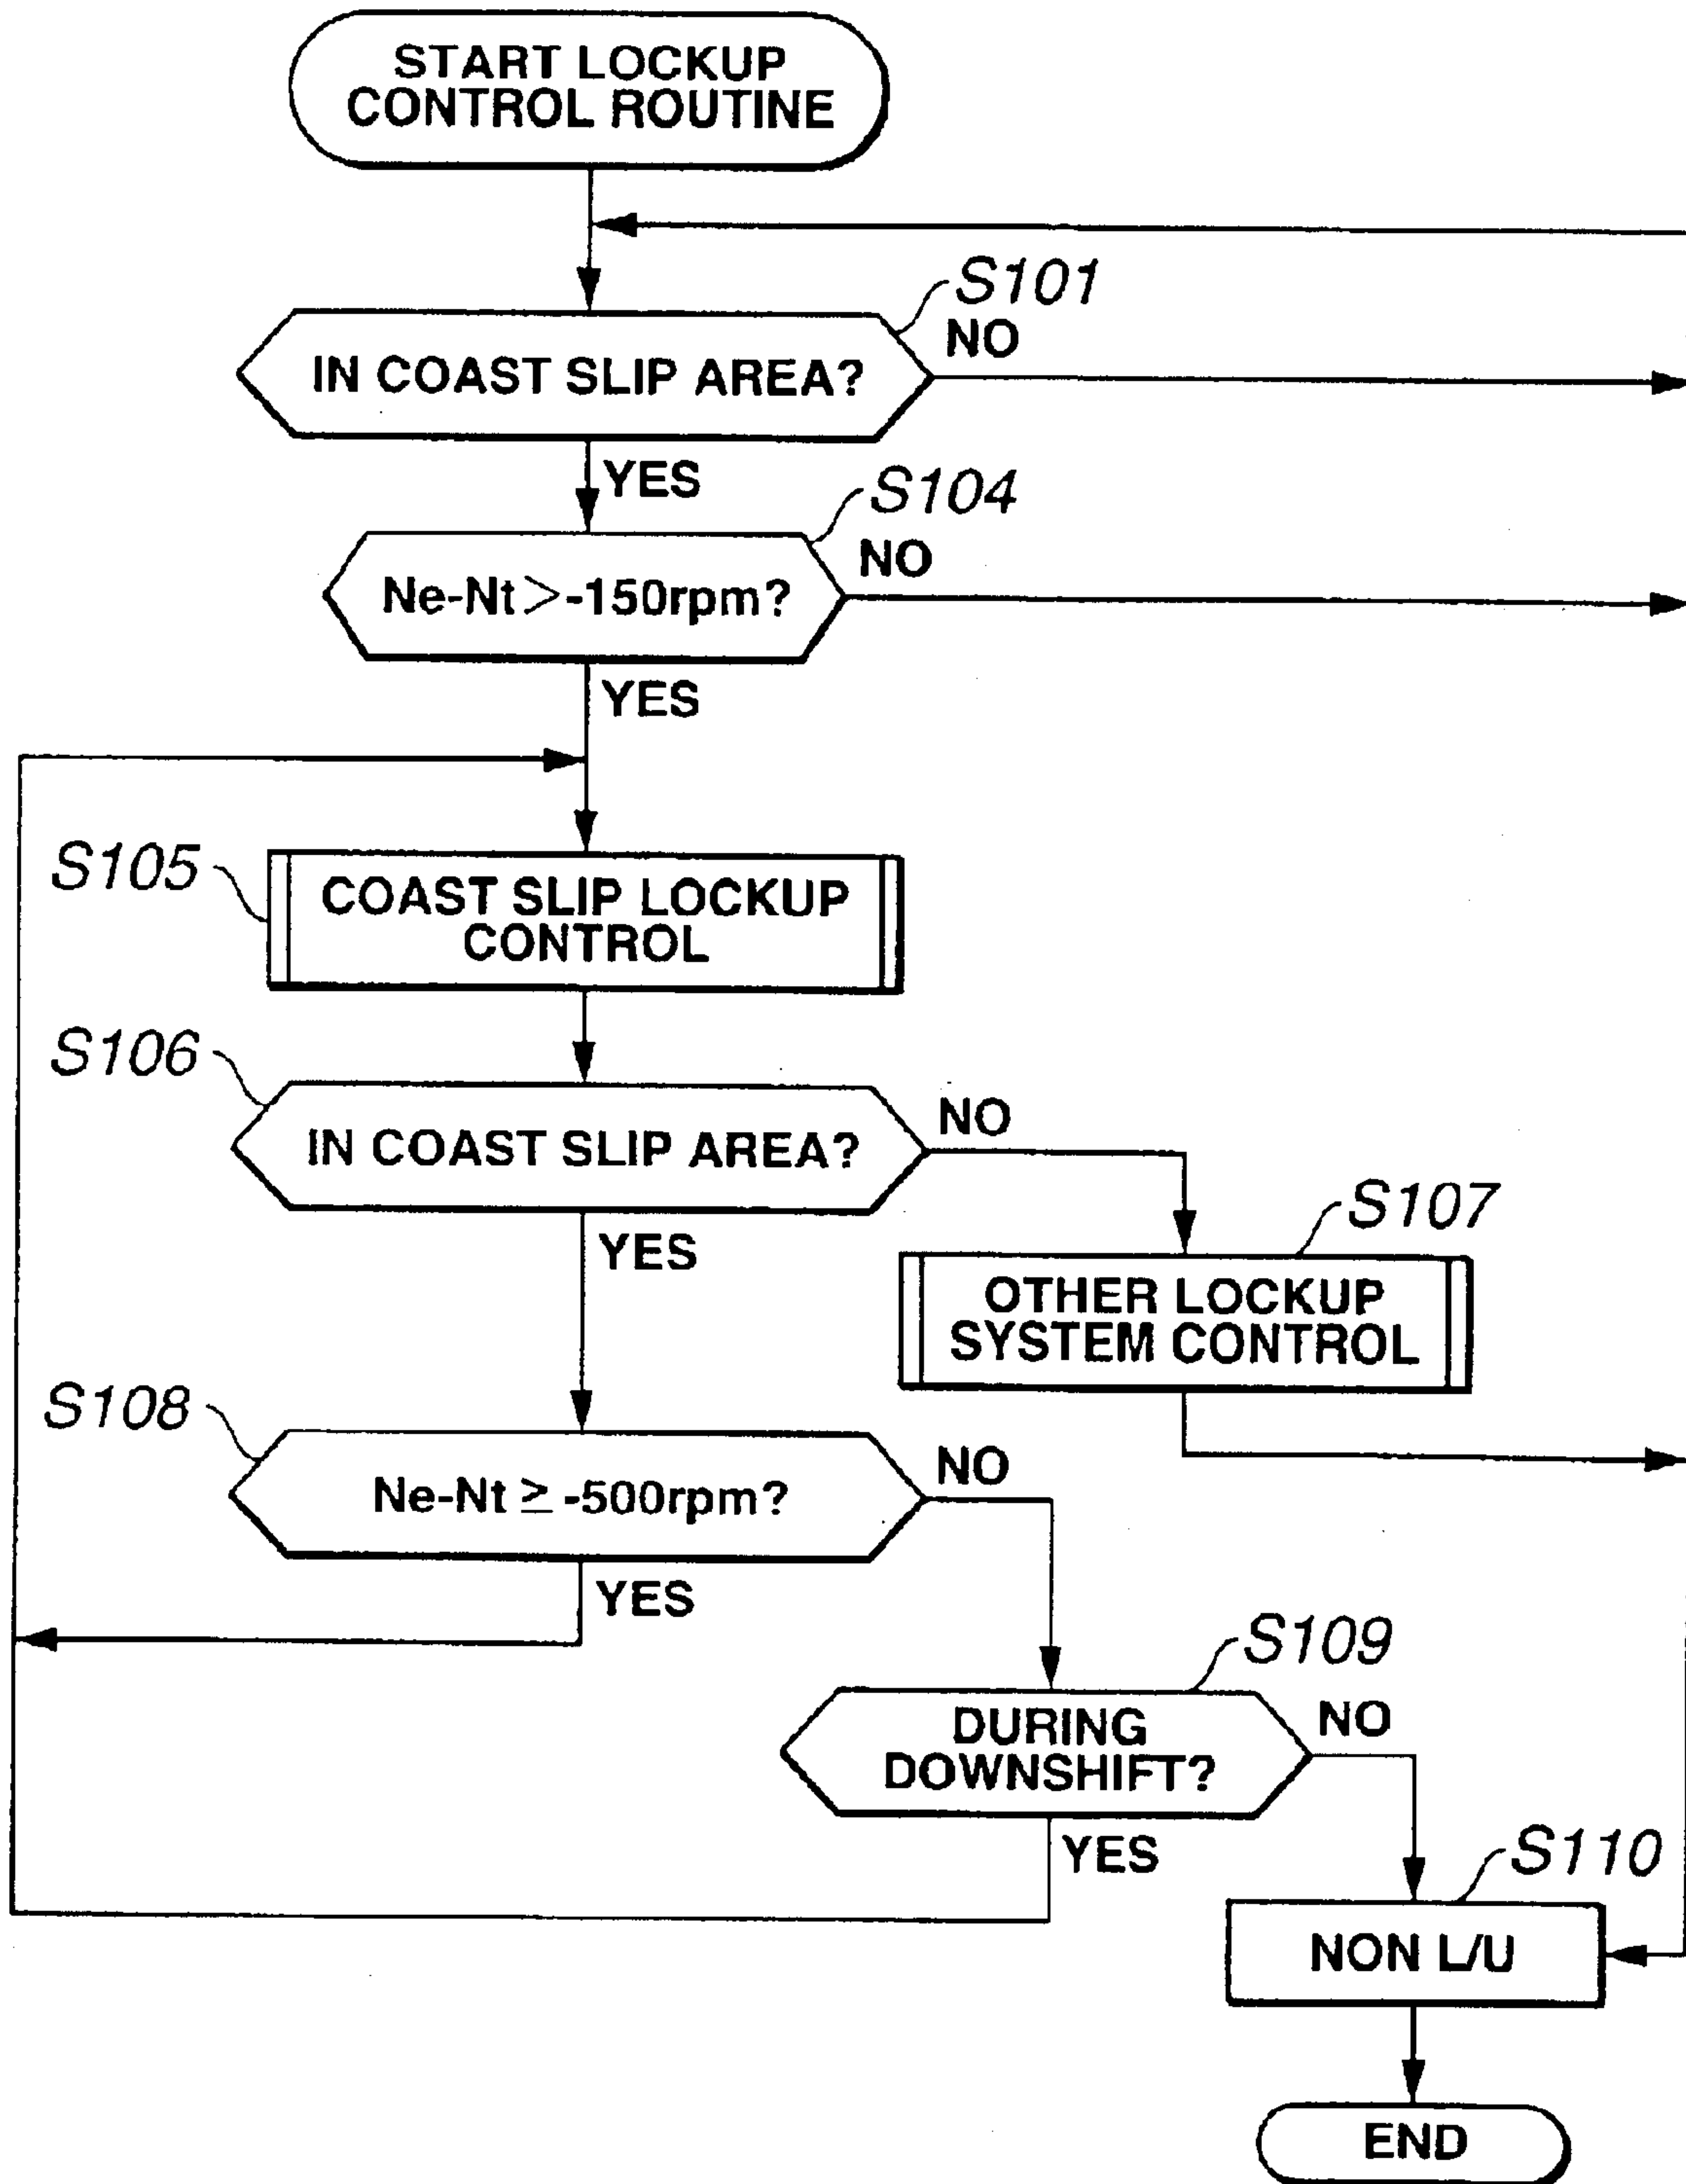 START LOCKUP
CONTROL ROUTINE
S101
NO
IN COAST SLIP AREA?
YES
S104
NO
Ne-Nt>-150rpm?
YES
S105
COAST SLIP LOCKUP
CONTROL
S106
NO
IN COAST SLIP AREA?
YES
S107
OTHER LOCKUP
SYSTEM CONTROL
S108
NO
Ne-Nt ≥ -500rpm?
YES
S109
DURING
DOWNSHIFT?
NO
YES
S110
NON L/U
END